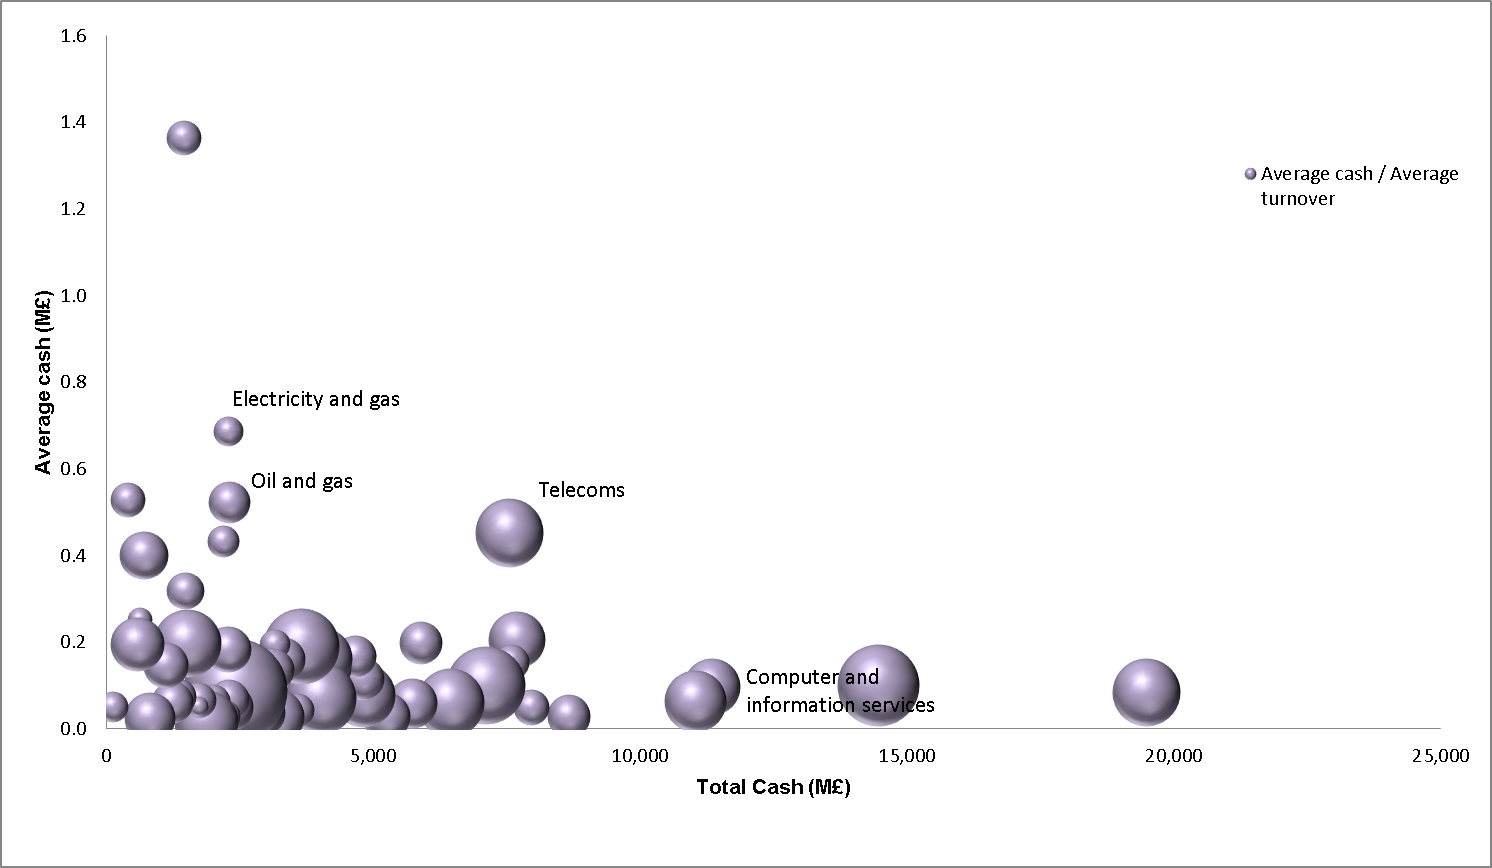 1.6
1.4
1.2
1.0
0.8
0.6
0.4
0.2
0.0
Average cash (M£)
Electricity and gas
Oil and gas
Telecoms
Computer and
information services
Average cash / Average
turnover
0
5,000
10,000
15,000
20,000
25,000
Total Cash (M£)